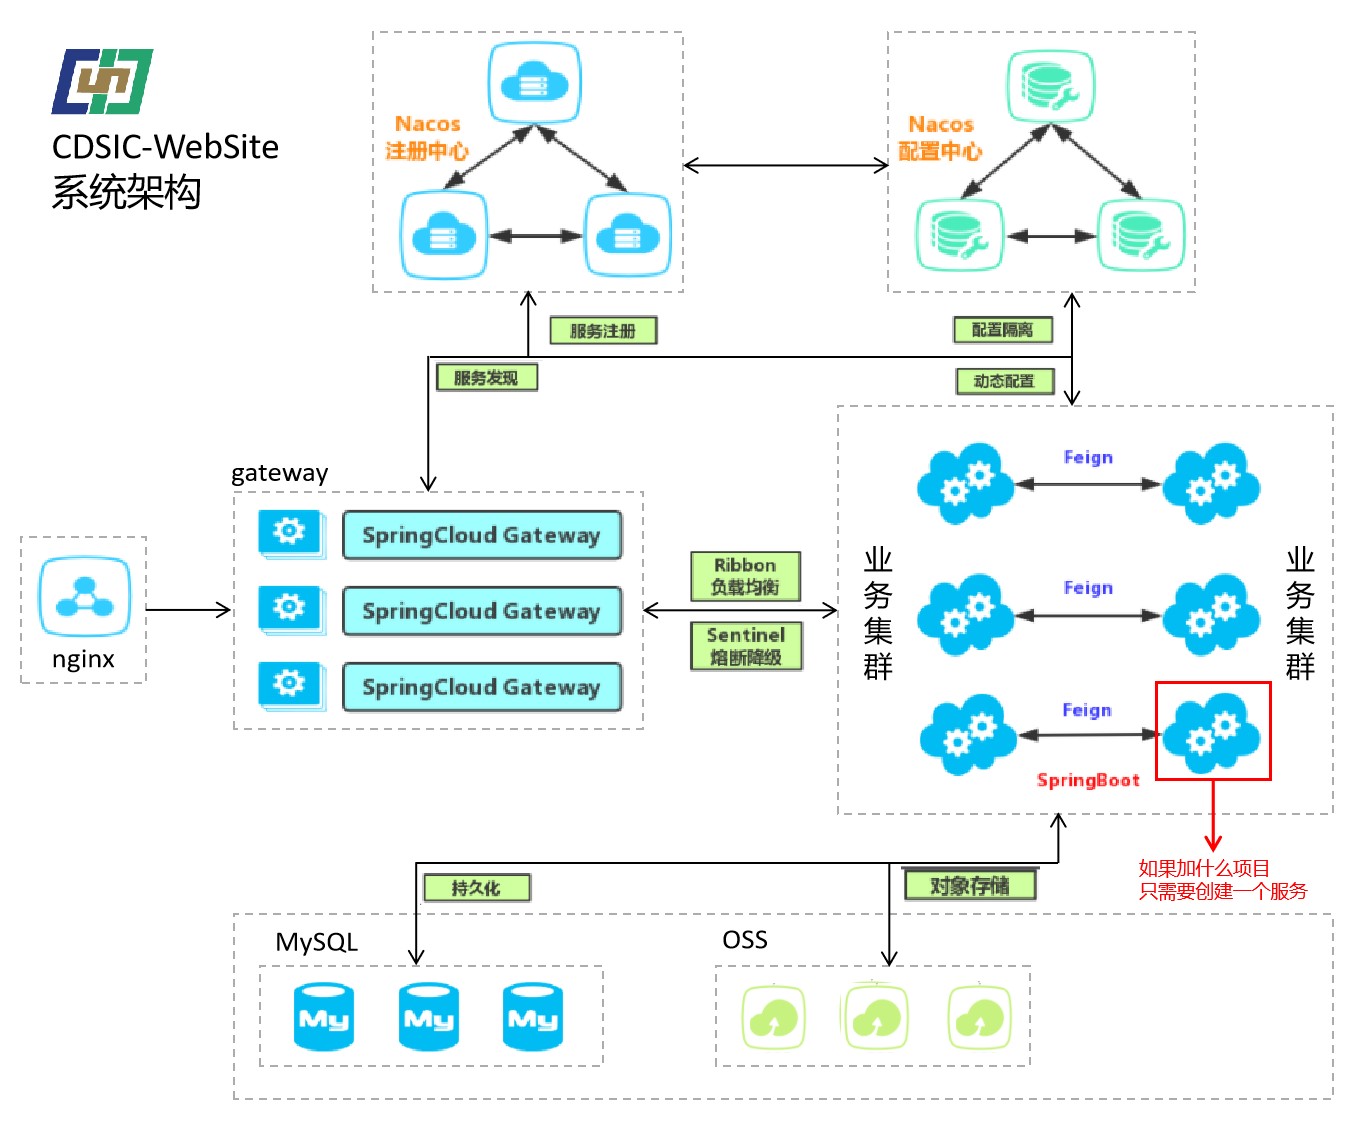 CDSIC-WebSite
系统架构
Nacos
注册中心
Nacos
配置中心
服务注册
配置隔离
服务发现
动态配置
gateway
SpringCloud Gateway
SpringCloud Gateway
SpringCloud Gateway
nginx
Ribbon
负载均衡
Sentinel
熔断降级
业务集群
Feign
Feign
Feign
SpringBoot
业务集群
如果加什么项目
只需要创建一个服务
持久化
对象存储
MySQL
My
My
My
OSS